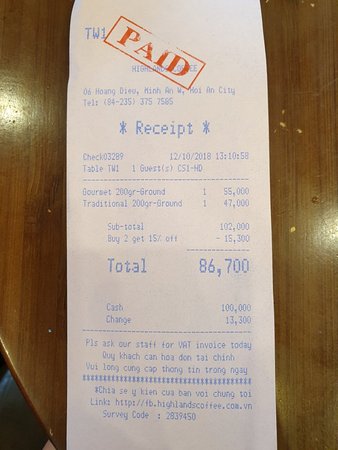 TW1
PAID
HIGHLANDS COFFEE
06 Hoang Dieu, Minh An W, Hoi An City
Tel: (84-235) 375 7585
* Receipt *
Check03289 12/10/2018 13:10:58
Table TW1 1 Guest(s) CS1-HD
Gourmet 200gr-Ground 1 55,000
Traditional 200gr-Ground 1 47,000
Sub-total 102,000
Buy 2 get 15% off - 15,300
Total 86,700
Cash 100,000
Change 13,300
Pls ask our staff for VAT invoice today
Quy khach can hoa don tai chinh
Vui long cung cap thong tin trong ngay
*Chia se y kien cua ban voi chung toi
Link: http://fb.highlandscoffee.com.vn
Survey Code : 2839450